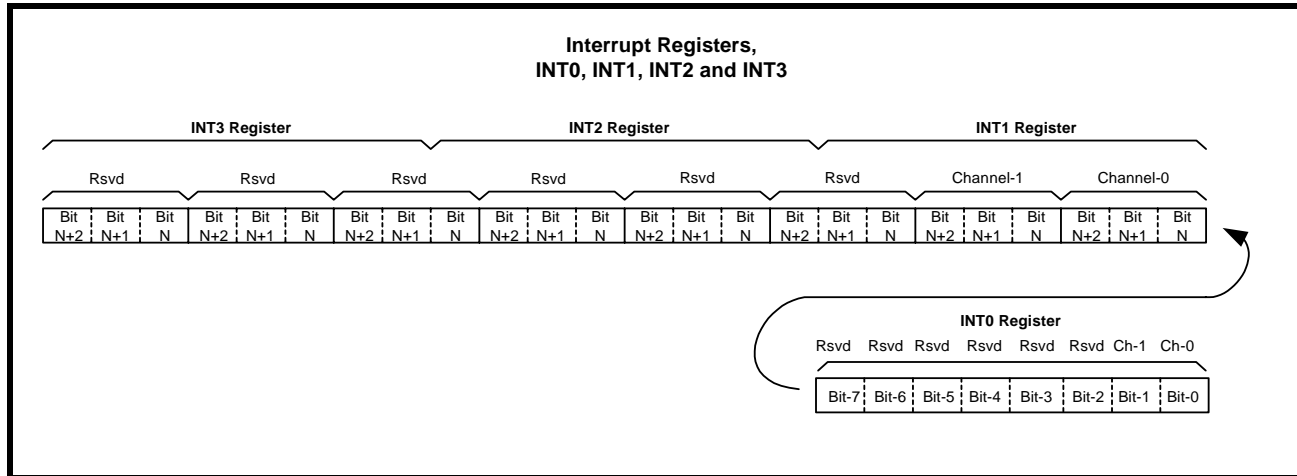 Interrupt Registers,
INT0, INT1, INT2 and INT3
INT3 Register INT2 Register INT1 Register
Rsvd Rsvd Rsvd Rsvd Rsvd Rsvd Channel-1 Channel-0
Bit Bit Bit Bit Bit Bit Bit Bit Bit Bit Bit Bit Bit Bit Bit Bit Bit Bit Bit Bit Bit Bit Bit Bit
N+2 N+1 N N+2 N+1 N N+2 N+1 N N+2 N+1 N N+2 N+1 N N+2 N+1 N N+2 N+1 N N+2 N+1 N
INT0 Register
Rsvd Rsvd Rsvd Rsvd Rsvd Rsvd Ch-1 Ch-0
Bit-7 Bit-6 Bit-5 Bit-4 Bit-3 Bit-2 Bit-1 Bit-0